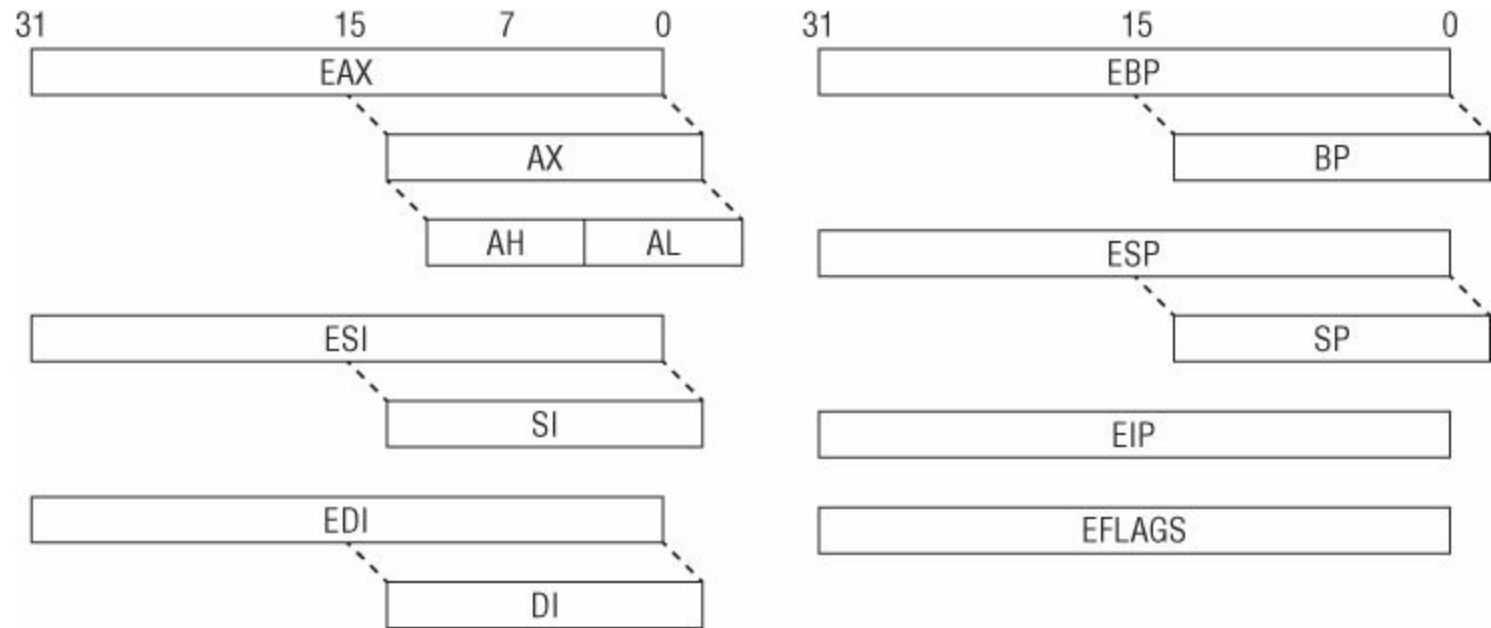 31 15 7 0
EAX
AX
AH AL
ESI
SI
EDI
DI
31 15 0
EBP
BP
ESP
SP
EIP
EFLAGS